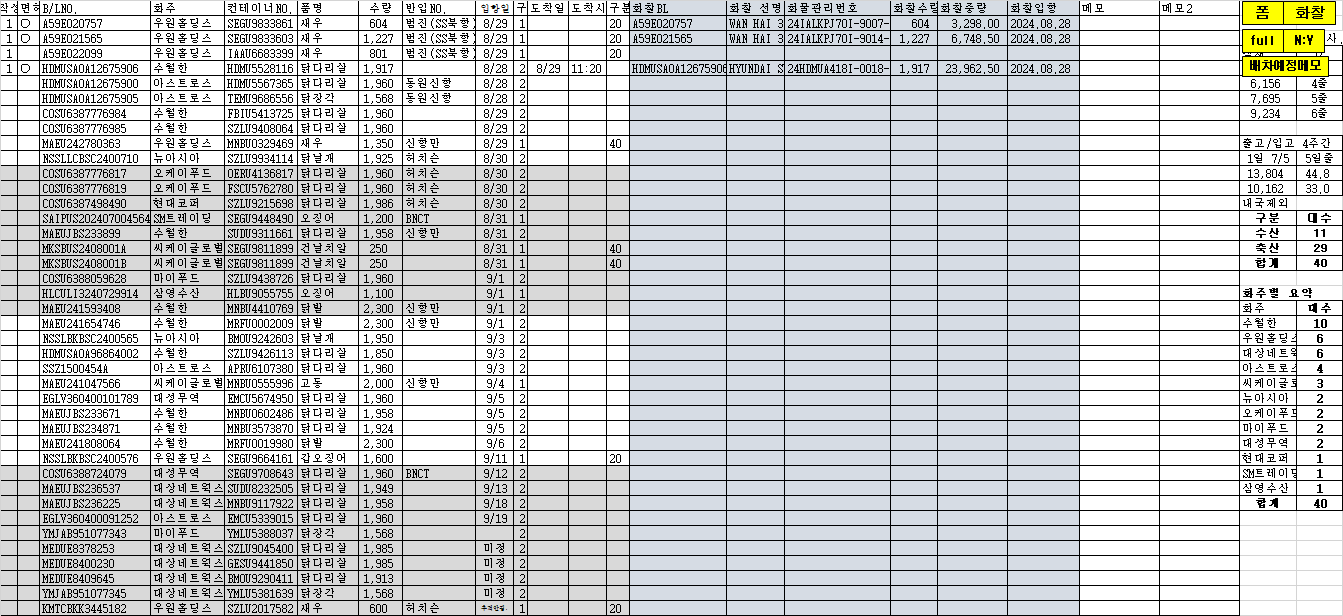 작성 면허 B/LNO. 화주 컨테이너NO. 품명 수량 반입NO. 입항일 구 도착일 도착시 구분 화찰BL 화찰 선명 화물관리번호 화찰수량 화찰중량 화찰입항 메모 메모2 폼 화찰
1 O A59E020757 우원홀딩스 SEGU9833861 새우 604 범진(SS북항) 8/29 1 20 A59E020757 WAN HAI 3 24IALKPJ70I-9007- 604 3,298.00 2024.08.28
1 O A59E021565 우원홀딩스 SEGU9833603 새우 1,227 범진(SS북항) 8/29 1 20 A59E021565 WAN HAI 3 24IALKPJ70I-9014- 1,227 6,748.50 2024.08.28 full N:Y 사.
A59E022099 우원홀딩스 IAAU6683399 새우 801 범진(SS북항) 8/29 1 20
1 O HDMUSAOA12675906 수월한 HDMU5528116 닭다리살 1,917 8/28 2 8/29 11:20 HDMUSAOA12675906 HYUNDAI S 24HDMUA418I-0018- 1,917 23,962.50 2024.08.28 배차예정메모
HDMUSAOA12675900 아스트로스 HDMU5567365 닭다리살 1,960 동원신항 8/29 2 6,156 4줄
HDMUSAOA12675905 아스트로스 TEMU9686556 닭장각 1,568 동원신항 8/29 2 7,695 5줄
COSU6387776984 수월한 FBIU5413725 닭다리살 1,960 8/29 2 9,234 6줄
COSU6387776985 수월한 SZLU9408064 닭다리살 1,960 8/29 2
MAEU242780363 우원홀딩스 MNBU0329469 새우 1,350 신항만 8/29 1 40 출고/입고 4주간
NSSLLCBSC2400710 뉴아시아 SZLU9934114 닭날개 1,925 허치슨 8/30 2 1일 7/5 5일줄
COSU6387776817 오케이푸드 OERU4136817 닭다리살 1,960 허치슨 8/30 2 13,804 44.8
COSU6387776819 오케이푸드 FSCU5762780 닭다리살 1,960 허치슨 8/30 2 10,162 33.0
COSU6387498490 현대코퍼 SZLU9215698 닭다리살 1,986 허치슨 8/30 2 내국제외
SAIPUS202407004564 SM트레이딩 SEGU9448490 오징어 1,200 BNCT 8/31 1 구분 대수
MAEUJBS233899 수월한 SUDU9311661 닭다리살 1,958 신항만 8/31 2 수산 11
MKSBUS2408001A 씨케이글로벌 SEGU9811899 건날치알 250 8/31 1 40 축산 29
MKSBUS2408001B 씨케이글로벌 SEGU9811899 건날치알 250 8/31 1 40 합계 40
COSU6388059628 마이푸드 SZLU9438726 닭다리살 1,960 9/1 2
HLCULI3240729914 삼영수산 HLBU9055755 오징어 1,100 9/1 1 화주별 요약
MAEU241593408 수월한 MNBU4410769 닭발 2,300 신항만 9/1 2 화주 대수
MAEU241654746 수월한 MRFU0002009 닭발 2,300 신항만 9/1 2 수월한 10
NSSLBKBSC2400565 뉴아시아 BMOU9242603 닭날개 1,950 9/3 2 우원홀딩스 6
HDMUSAOA96864002 수월한 SZLU9426113 닭다리살 1,850 9/3 2 대상네트웍 6
SSZ1500454A 아스트로스 APRU6107380 닭다리살 1,960 9/3 2 아스트로스 4
MAEU241047566 씨케이글로벌 MNBU0555996 고동 2,000 신항만 9/4 1 씨케이글로 3
EGLV360400101789 대성무역 EMCU5674950 닭다리살 1,960 9/5 2 뉴아시아 2
MAEUJBS233671 수월한 MNBU0602486 닭다리살 1,958 9/5 2 오케이푸드 2
MAEUJBS234871 수월한 MNBU3573870 닭다리살 1,924 9/5 2 마이푸드 2
MAEU241808064 수월한 MRFU0019980 닭발 2,300 9/6 2 대성무역 2
NSSLBKBSC2400576 우원홀딩스 SEGU9664161 갑오징어 1,600 9/11 1 20 현대코퍼 1
COSU6388724079 대성무역 SEGU9708643 닭다리살 1,960 BNCT 9/12 2 SM트레이딩 1
MAEUJBS236537 대상네트웍스 SUDU8232505 닭다리살 1,949 9/13 2 삼영수산 1
MAEUJBS236225 대상네트웍스 MNBU9117922 닭다리살 1,958 9/18 2 합계 40
EGLV360400091252 아스트로스 EMCU5339015 닭다리살 1,960 9/19 2
YMJAB951077343 마이푸드 YMLU5388037 닭장각 1,568 2
MEDUE8378253 대상네트웍스 SZLU9045400 닭다리살 1,985 미정 2
MEDUE8400230 대상네트웍스 SEGU9441850 닭다리살 1,985 미정 2
MEDUE8409645 대상네트웍스 BMOU9290411 닭다리살 1,913 미정 2
YMJAB951077345 대상네트웍스 YMLU5381639 닭장각 1,568 미정 2
KMTCBKK3445182 우원홀딩스 SZLU2017582 새우 600 허치슨 1 20